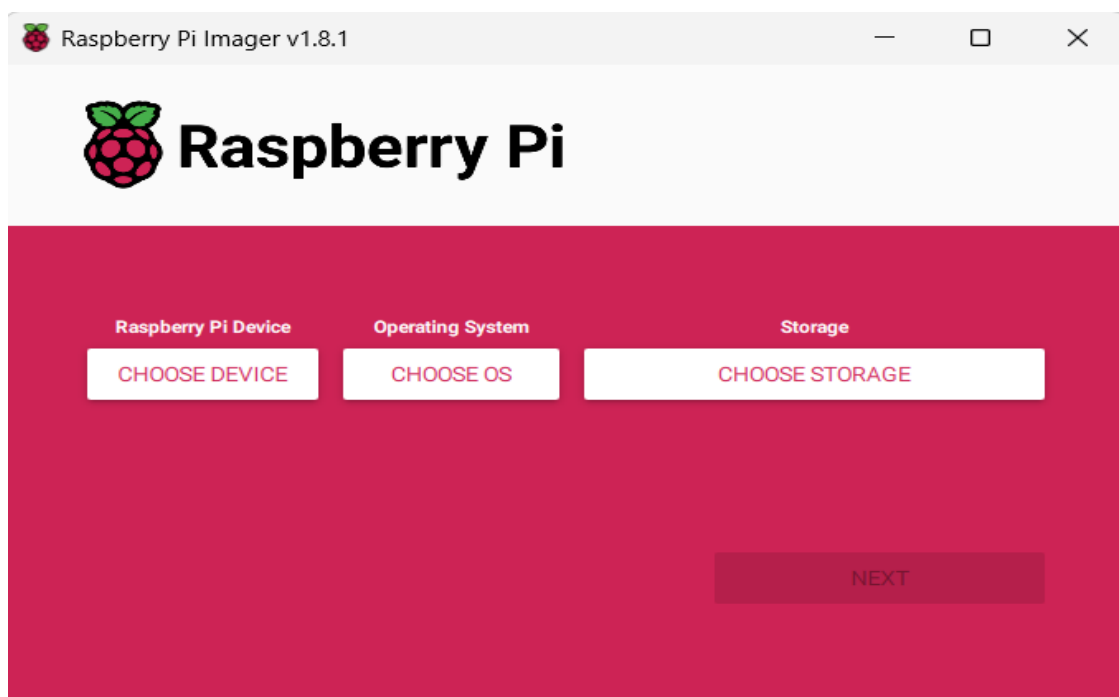 Raspberry Pi Imager v1.8.1
Raspberry Pi
Raspberry Pi Device Operating System Storage
CHOOSE DEVICE CHOOSE OS CHOOSE STORAGE
NEXT